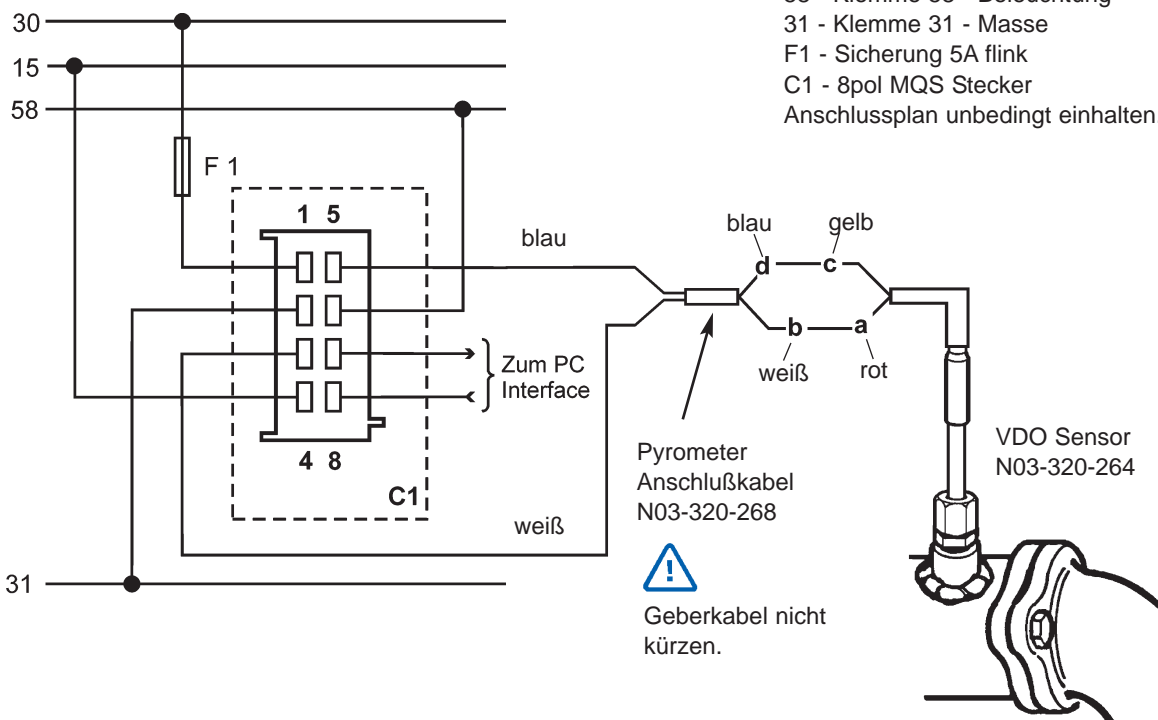 31 - Klemme 31 - Masse
F1 - Sicherung 5A flink
C1 - 8pol MQS Stecker
Anschlussplan unbedingt einhalten
30
15
58
F 1
1 5
blau
blau
gelb
d
c
b
a
weiß
rot
Zum PC
Interface
4 8
C1
weiß
31
Pyrometer
Anschlußkabel
N03-320-268
!
Geberkabel nicht
kürzen.
VDO Sensor
N03-320-264